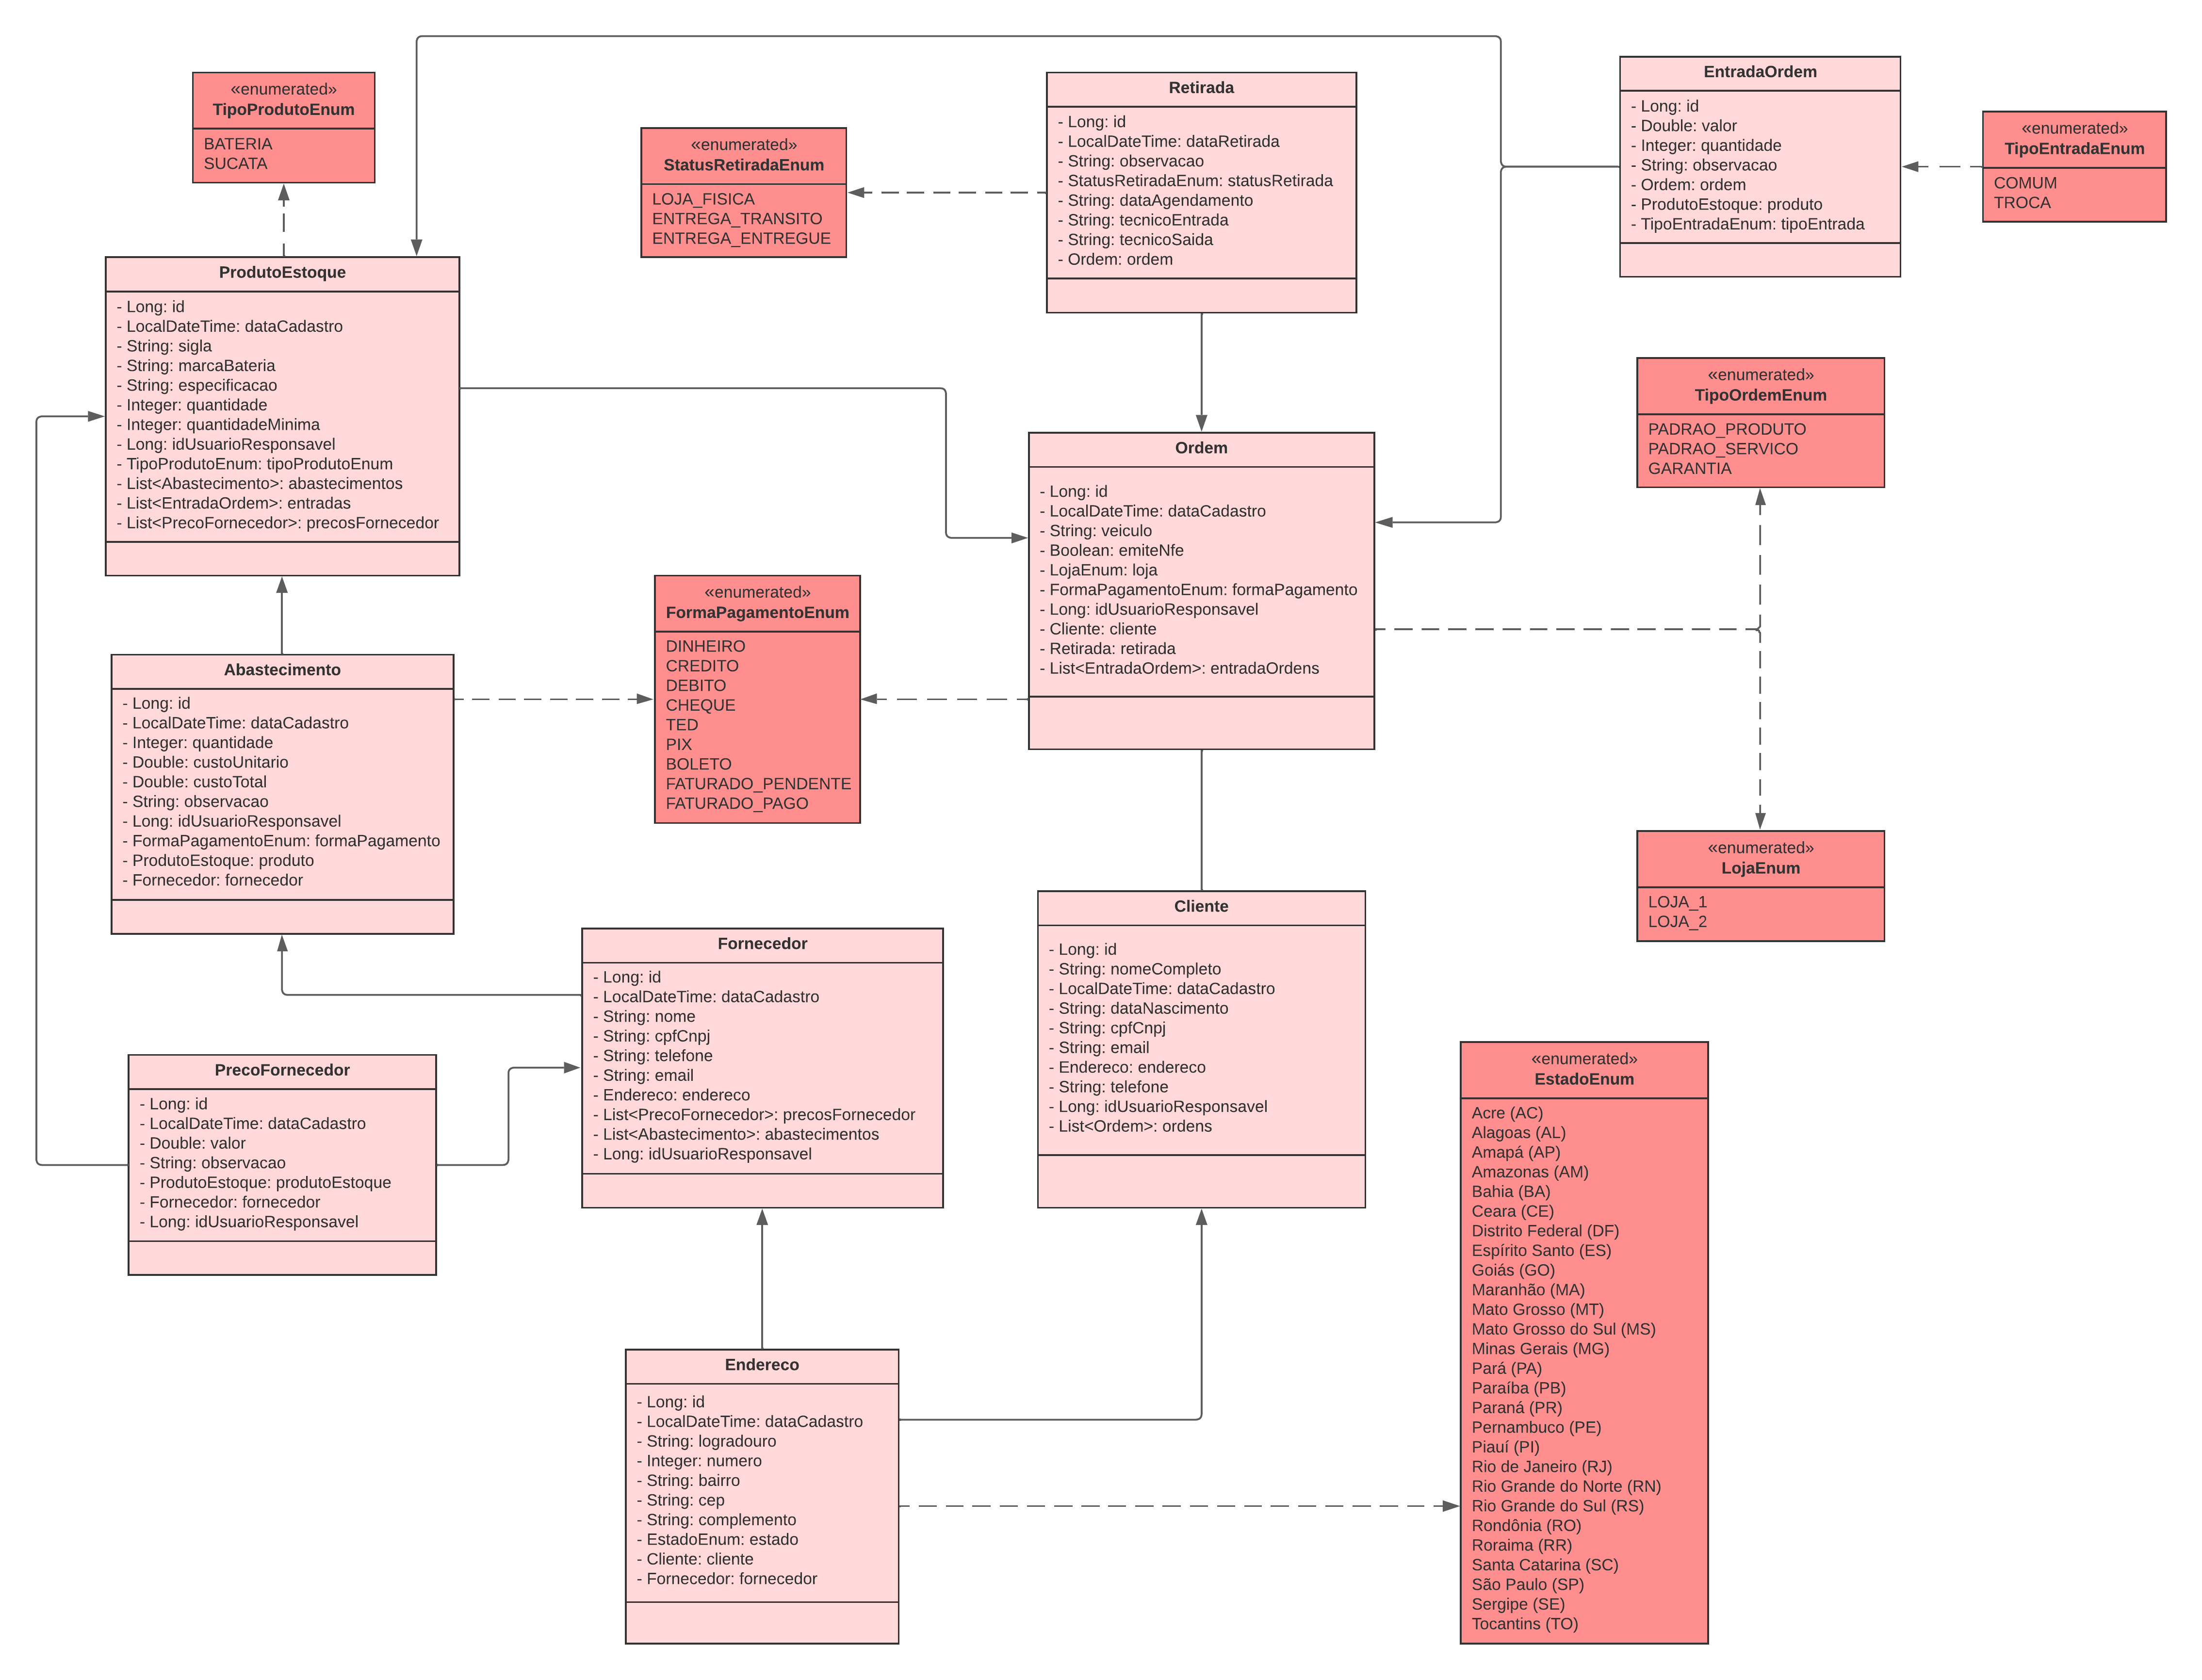 «enumerated»
TipoProdutoEnum
BATERIA
SUCATA
«enumerated»
StatusRetiradaEnum
LOJA_FISICA
ENTREGA_TRANSITO
ENTREGA_ENTREGUE
Retirada
- Long: id
- LocalDateTime: dataRetirada
- String: observacao
- StatusRetiradaEnum: statusRetirada
- String: dataAgendamento
- String: tecnicoEntrada
- String: tecnicoSaida
- Ordem: ordem
EntradaOrdem
- Long: id
- Double: valor
- Integer: quantidade
- String: observacao
- Ordem: ordem
- ProdutoEstoque: produto
- TipoEntradaEnum: tipoEntrada
«enumerated»
TipoEntradaEnum
COMUM
TROCA
ProdutoEstoque
- Long: id
- LocalDateTime: dataCadastro
- String: sigla
- String: marcaBateria
- String: especificacao
- Integer: quantidade
- Integer: quantidadeMinima
- Long: idUsuarioResponsavel
- TipoProdutoEnum: tipoProdutoEnum
- List<Abastecimento>: abastecimentos
- List<EntradaOrdem>: entradas
- List<PrecoFornecedor>: precosFornecedor
«enumerated»
TipoOrdemEnum
PADRAO_PRODUTO
PADRAO_SERVICO
GARANTIA
Ordem
- Long: id
- LocalDateTime: dataCadastro
- String: veiculo
- Boolean: emiteNfe
- LojaEnum: loja
- FormaPagamentoEnum: formaPagamento
- Long: idUsuarioResponsavel
- Cliente: cliente
- Retirada: retirada
- List<EntradaOrdem>: entradaOrdens
«enumerated»
FormaPagamentoEnum
DINHEIRO
CREDITO
DEBITO
CHEQUE
TED
PIX
BOLETO
FATURADO_PENDENTE
FATURADO_PAGO
Abastecimento
- Long: id
- LocalDateTime: dataCadastro
- Integer: quantidade
- Double: custoUnitario
- Double: custoTotal
- String: observacao
- Long: idUsuarioResponsavel
- FormaPagamentoEnum: formaPagamento
- ProdutoEstoque: produto
- Fornecedor: fornecedor
«enumerated»
LojaEnum
LOJA_1
LOJA_2
Fornecedor
- Long: id
- LocalDateTime: dataCadastro
- String: nome
- String: cpfCnpj
- String: telefone
- String: email
- Endereco: endereco
- List<PrecoFornecedor>: precosFornecedor
- List<Abastecimento>: abastecimentos
- Long: idUsuarioResponsavel
Cliente
- Long: id
- String: nomeCompleto
- LocalDateTime: dataCadastro
- String: dataNascimento
- String: cpfCnpj
- String: email
- Endereco: endereco
- String: telefone
- Long: idUsuarioResponsavel
- List<Ordem>: ordens
PrecoFornecedor
- Long: id
- LocalDateTime: dataCadastro
- Double: valor
- String: observacao
- ProdutoEstoque: produtoEstoque
- Fornecedor: fornecedor
- Long: idUsuarioResponsavel
«enumerated»
EstadoEnum
Acre (AC)
Alagoas (AL)
Amapá (AP)
Amazonas (AM)
Bahia (BA)
Ceara (CE)
Distrito Federal (DF)
Espírito Santo (ES)
Goiás (GO)
Maranhão (MA)
Mato Grosso (MT)
Mato Grosso do Sul (MS)
Minas Gerais (MG)
Pará (PA)
Paraíba (PB)
Paraná (PR)
Pernambuco (PE)
Piauí (PI)
Rio de Janeiro (RJ)
Rio Grande do Norte (RN)
Rio Grande do Sul (RS)
Rondônia (RO)
Roraima (RR)
Santa Catarina (SC)
São Paulo (SP)
Sergipe (SE)
Tocantins (TO)
Endereco
- Long: id
- LocalDateTime: dataCadastro
- String: logradouro
- Integer: numero
- String: bairro
- String: cep
- String: complemento
- EstadoEnum: estado
- Cliente: cliente
- Fornecedor: fornecedor